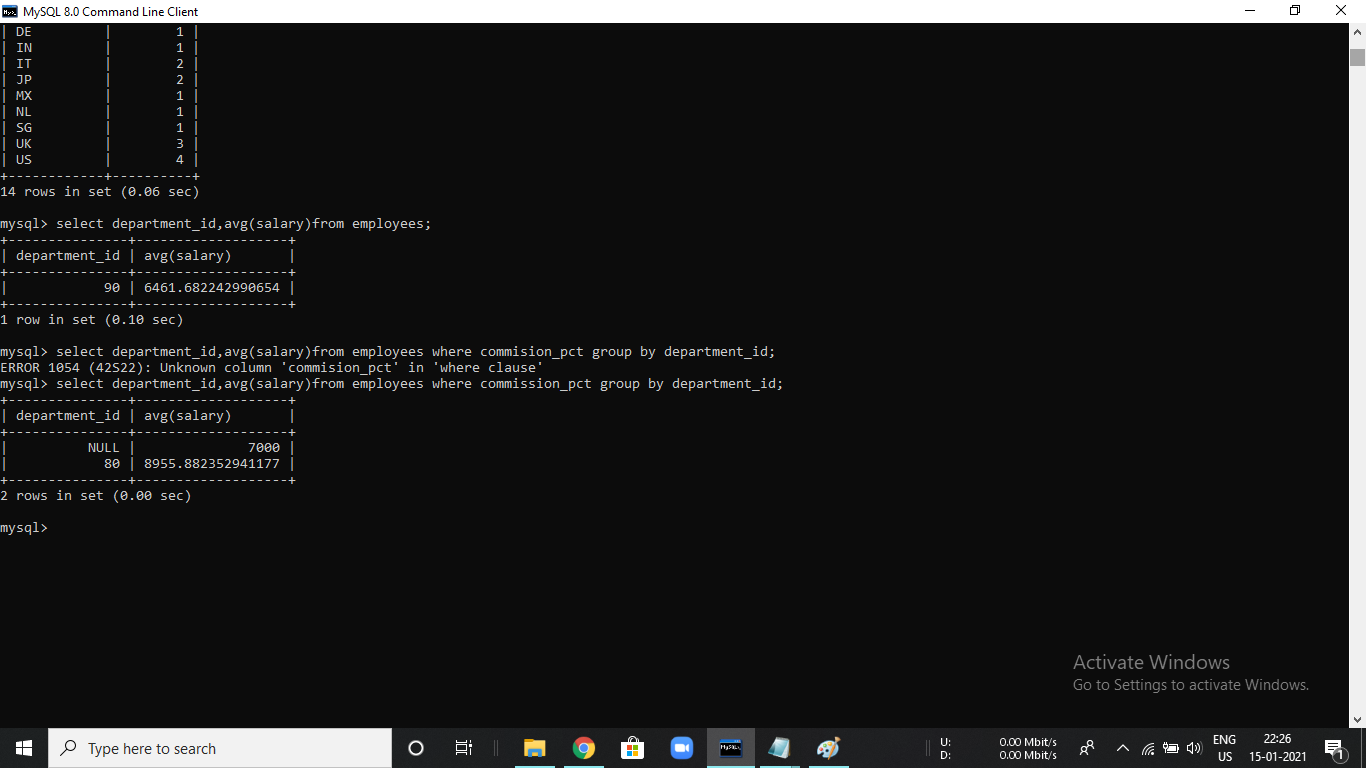 MySQL 8.0 Command Line Client
| DE         |        1 |
| IN         |        1 |
| IT         |        2 |
| JP         |        2 |
| MX         |        1 |
| NL         |        1 |
| SG         |        1 |
| UK         |        3 |
| US         |        4 |
+------------+----------+
14 rows in set (0.06 sec)
mysql> select department_id,avg(salary)from employees;
+---------------+-------------------+
| department_id | avg(salary)       |
+---------------+-------------------+
|            90 | 6461.682242990654 |
+---------------+-------------------+
1 row in set (0.10 sec)
mysql> select department_id,avg(salary)from employees where commision_pct group by department_id;
ERROR 1054 (42S22): Unknown column 'commision_pct' in 'where clause'
mysql> select department_id,avg(salary)from employees where commission_pct group by department_id;
+---------------+-------------------+
| department_id | avg(salary)       |
+---------------+-------------------+
|          NULL |              7000 |
|            80 | 8955.882352941177 |
+---------------+-------------------+
2 rows in set (0.00 sec)
mysql>
Activate Windows
Go to Settings to activate Windows.
Type here to search
U: 0.00 Mbit/s
D: 0.00 Mbit/s
ENG
US
22:26
15-01-2021
1